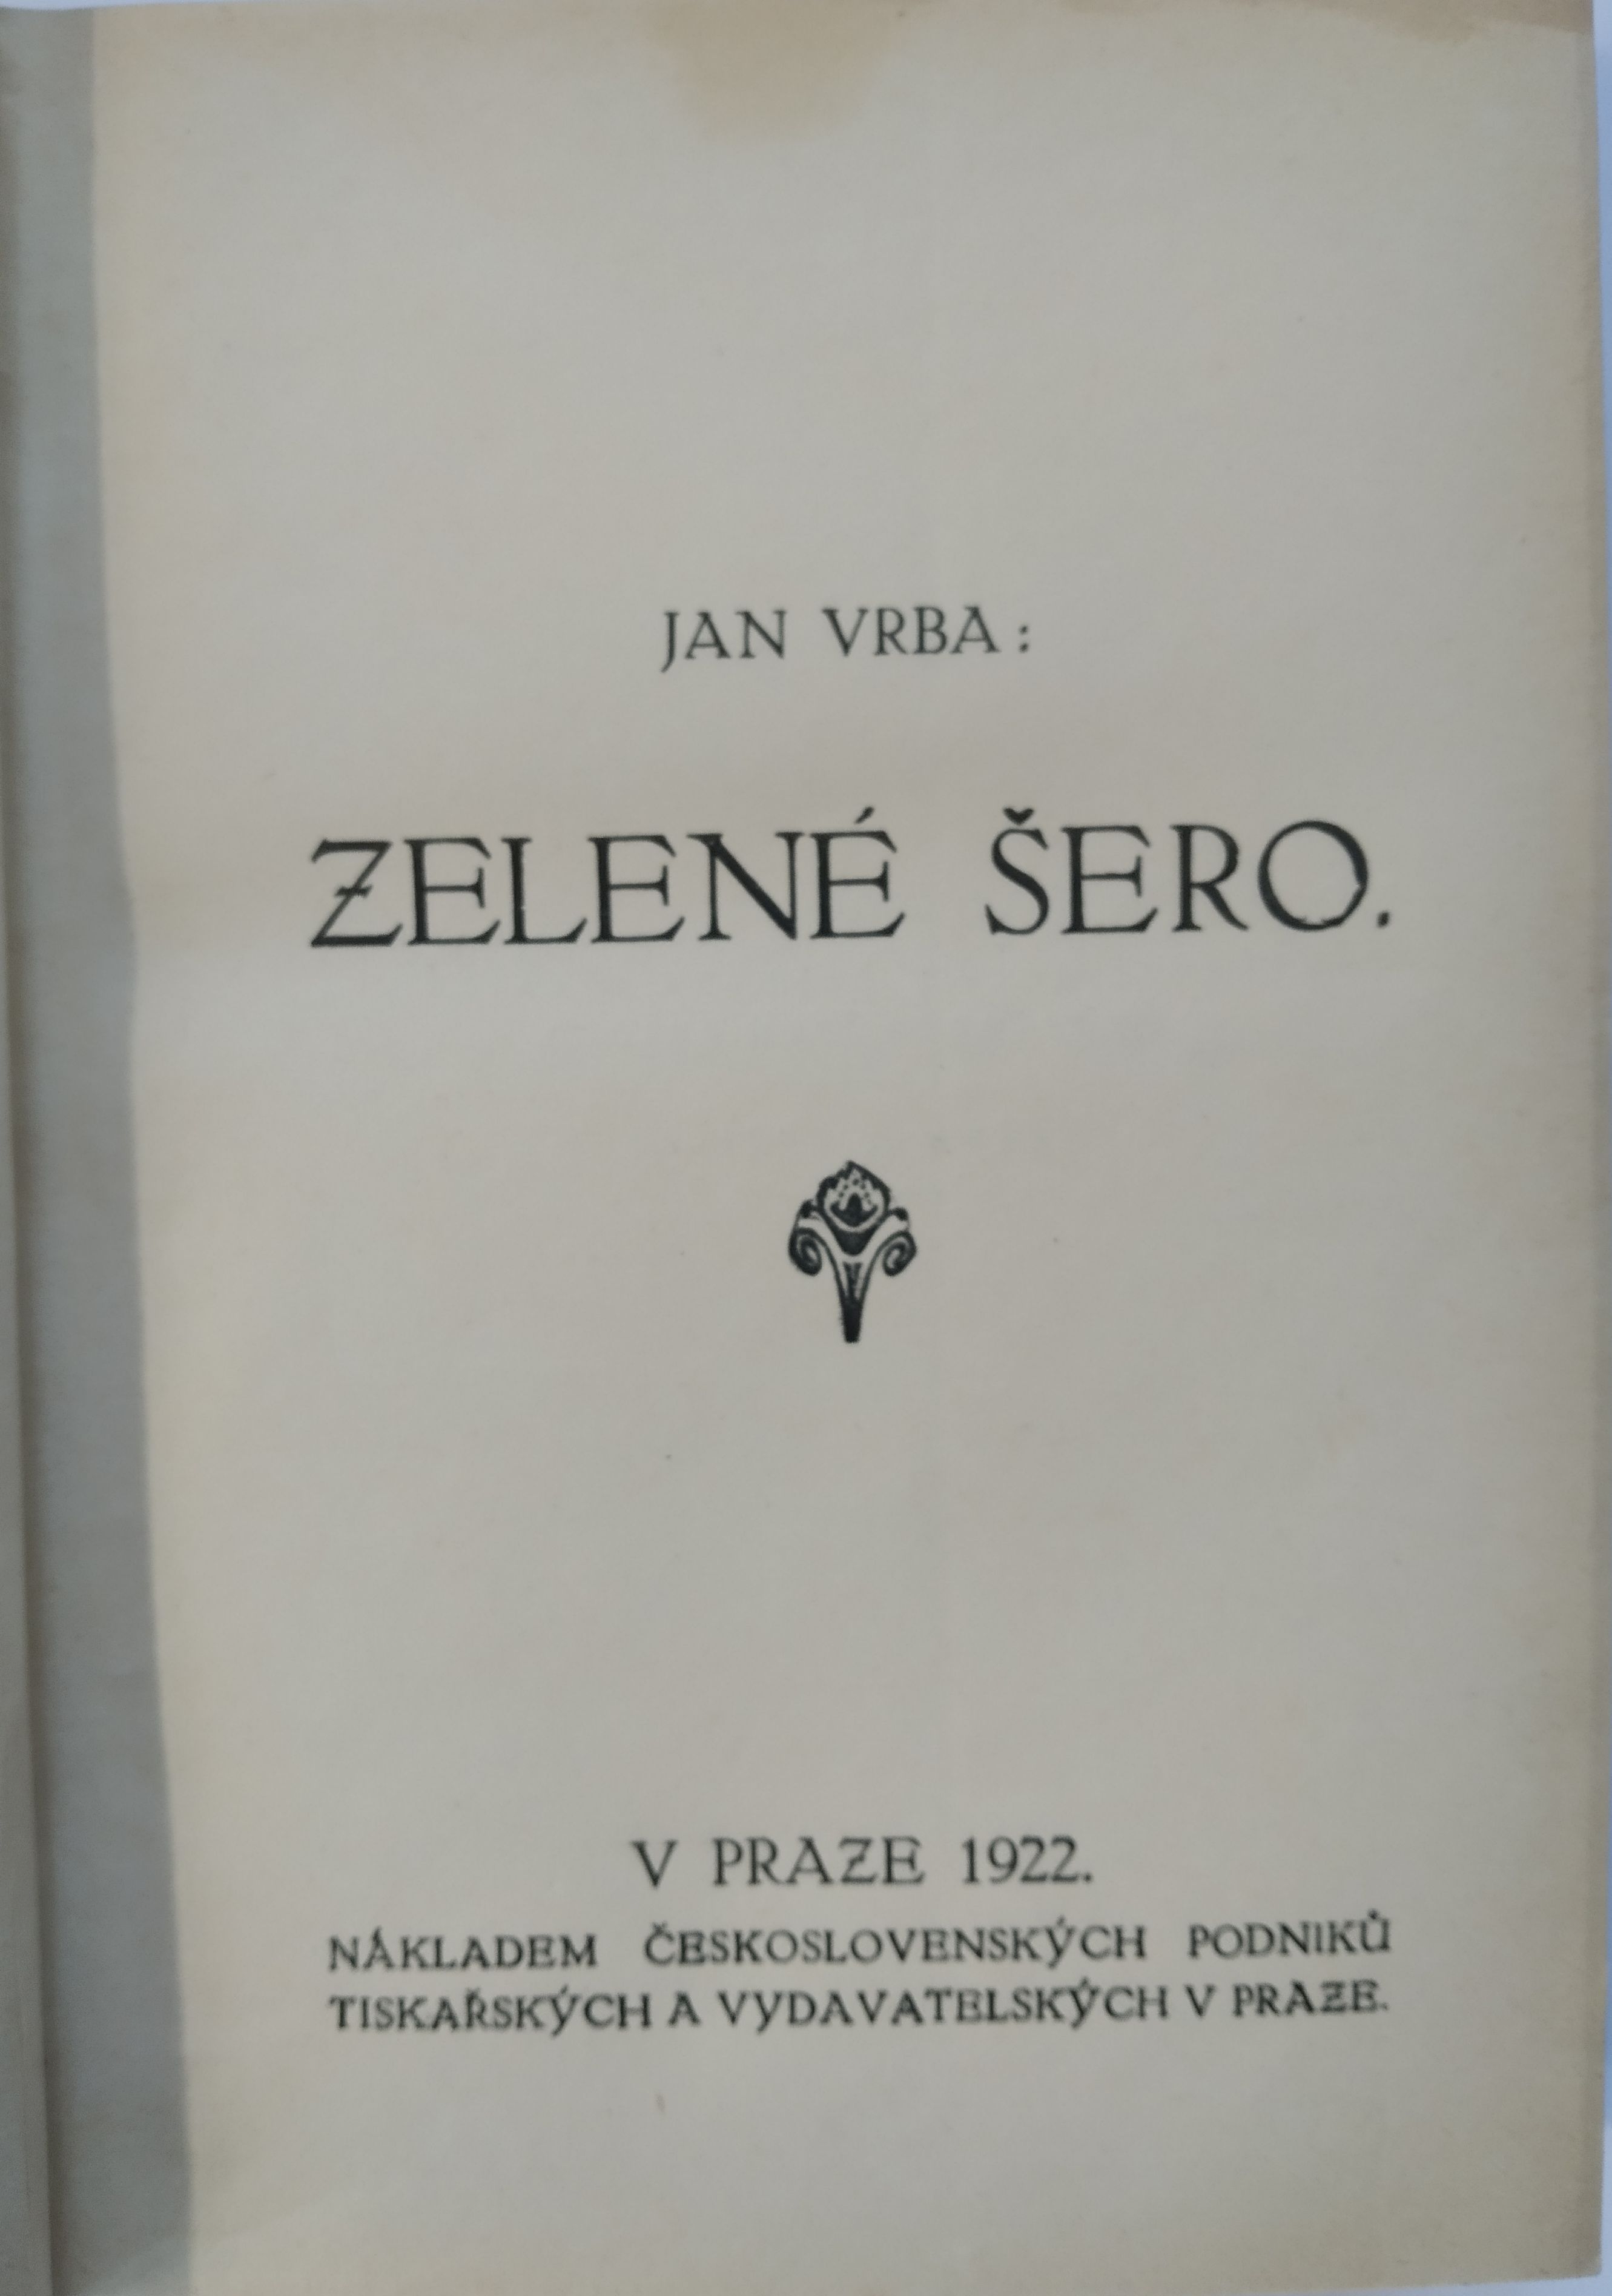 JAN VRBA:
ZELENÉ ŠERO.
V PRAZE 1922.
NÁKLADEM ČESKOSLOVENSKÝCH PODNIKŮ
TISKAŘSKÝCH A VYDAVATELSKÝCH V PRAZE.